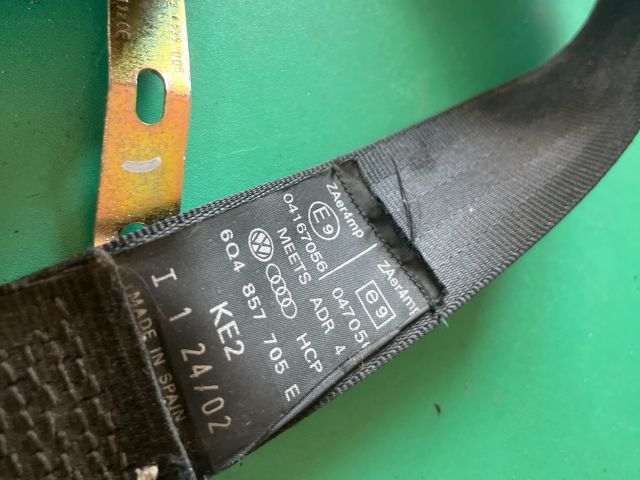 ZAer4mp
E9
04167056
MEETS ADR 4
HCP
6Q4 857 705 E
KE2
I 1 24/02
MADE IN SPAIN
ZAer4mp
e9
04705